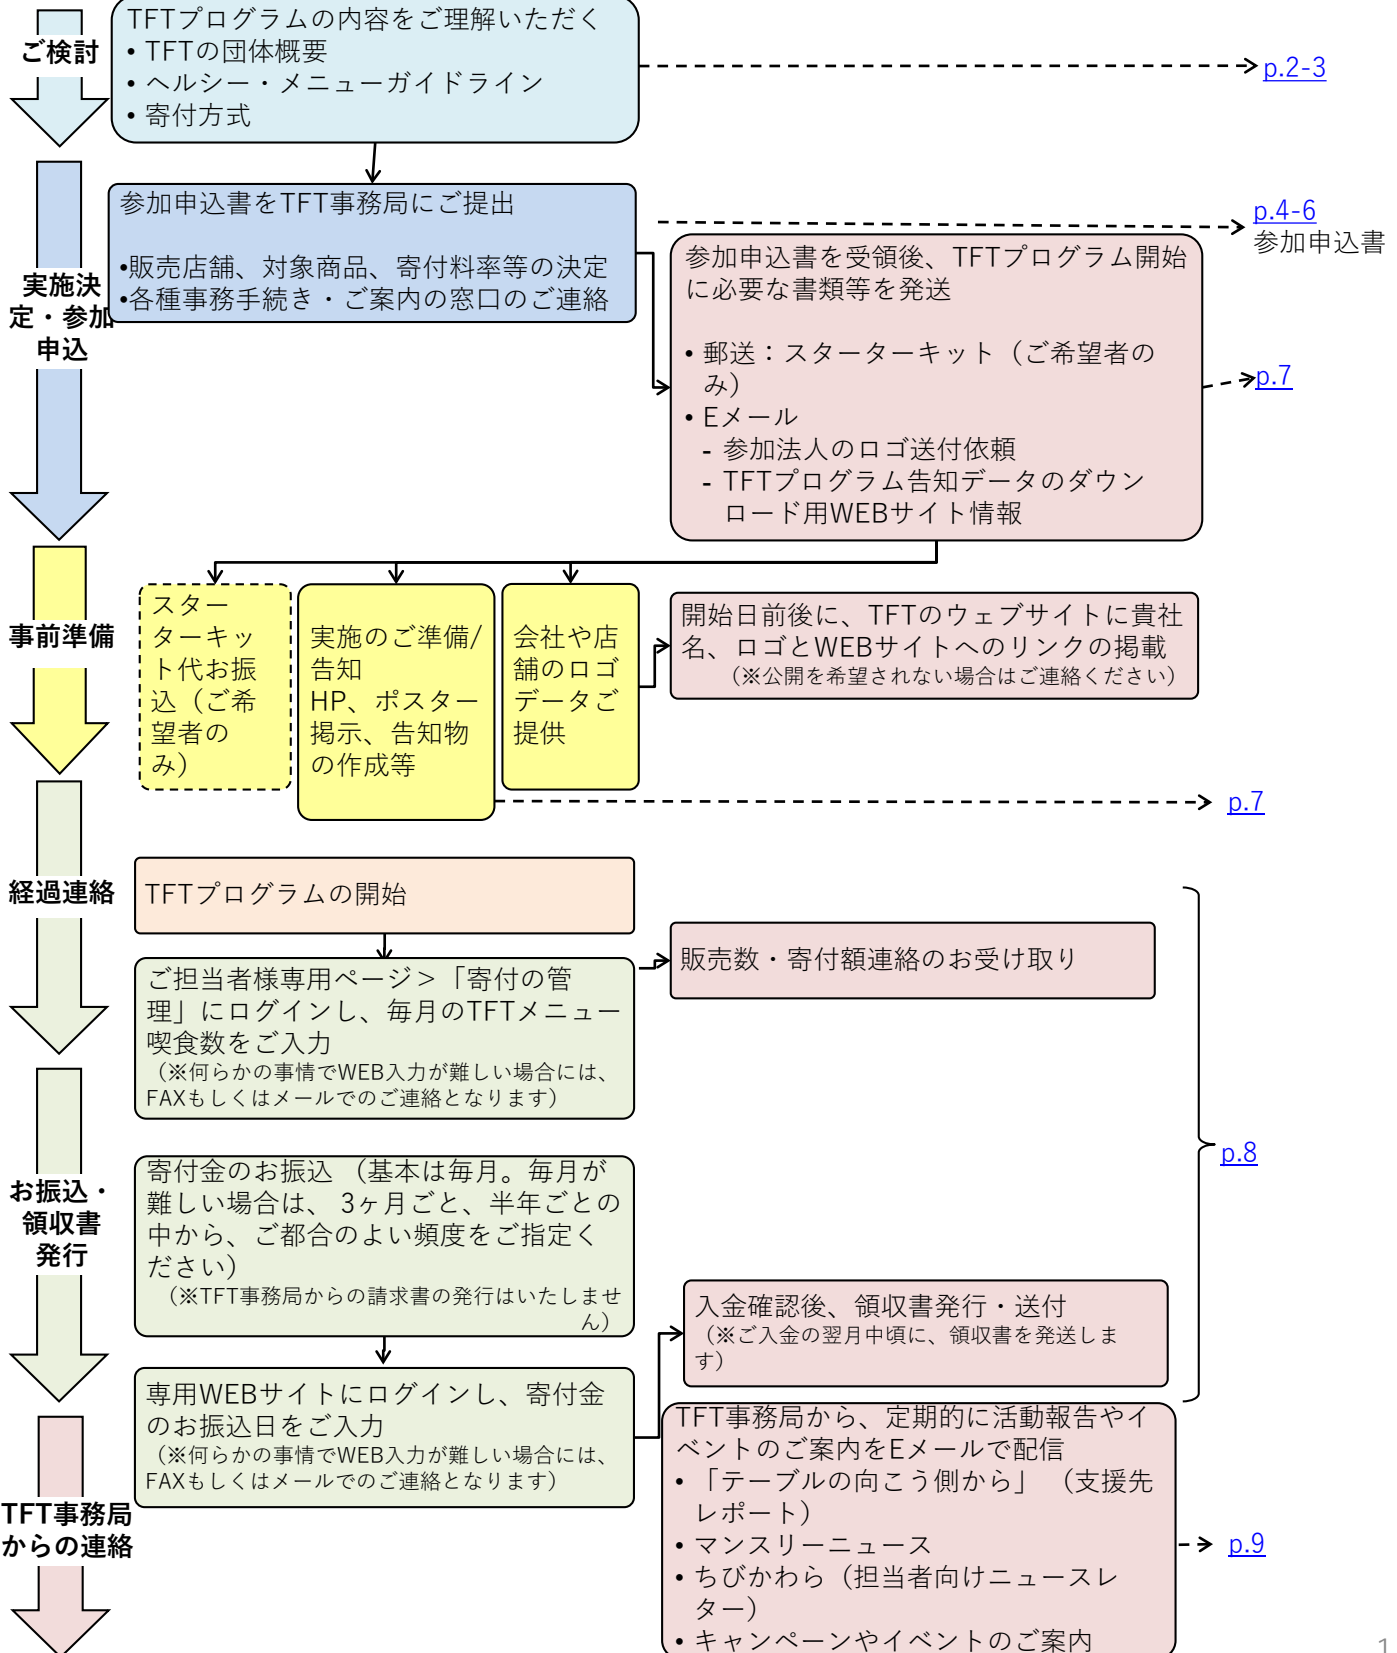 ご検討
TFTプログラムの内容をご理解いただく
• TFTの団体概要
• ヘルシー・メニューガイドライン
• 寄付方式
p.2-3
実施決
定・参加
申込
参加申込書をTFT事務局にご提出
•販売店舗、対象商品、寄付料率等の決定
•各種事務手続き・ご案内の窓口のご連絡
p.4-6
参加申込書
参加申込書を受領後、TFTプログラム開始
に必要な書類等を発送
• 郵送：スターターキット（ご希望者の
み）
• Eメール
- 参加法人のロゴ送付依頼
- TFTプログラム告知データのダウン
ロード用WEBサイト情報
p.7
事前準備
スター
ターキッ
ト代お振
込（ご希
望者の
み）
実施のご準備/
告知
HP、ポスター
掲示、告知物
の作成等
会社や店
舗のロゴ
データご
提供
開始日前後に、TFTのウェブサイトに貴社
名、ロゴとWEBサイトへのリンクの掲載
（※公開を希望されない場合はご連絡ください）
p.7
経過連絡
TFTプログラムの開始
ご担当者様専用ページ＞「寄付の管
理」にログインし、毎月のTFTメニュー
喫食数をご入力
（※何らかの事情でWEB入力が難しい場合には、
FAXもしくはメールでのご連絡となります）
販売数・寄付額連絡のお受け取り
p.8
お振込・
領収書
発行
寄付金のお振込 （基本は毎月。毎月が
難しい場合は、 3ヶ月ごと、半年ごとの
中から、ご都合のよい頻度をご指定く
ださい）
（※TFT事務局からの請求書の発行はいたしませ
ん）
専用WEBサイトにログインし、寄付金
のお振込日をご入力
（※何らかの事情でWEB入力が難しい場合には、
FAXもしくはメールでのご連絡となります）
入金確認後、領収書発行・送付
（※ご入金の翌月中頃に、領収書を発送しま
す）
TFT事務局
からの連絡
TFT事務局から、定期的に活動報告やイ
ベントのご案内をEメールで配信
• 「テーブルの向こう側から」 （支援先
レポート）
• マンスリーニュース
• ちびかわら（担当者向けニュースレ
ター）
• キャンペーンやイベントのご案内
p.9
1